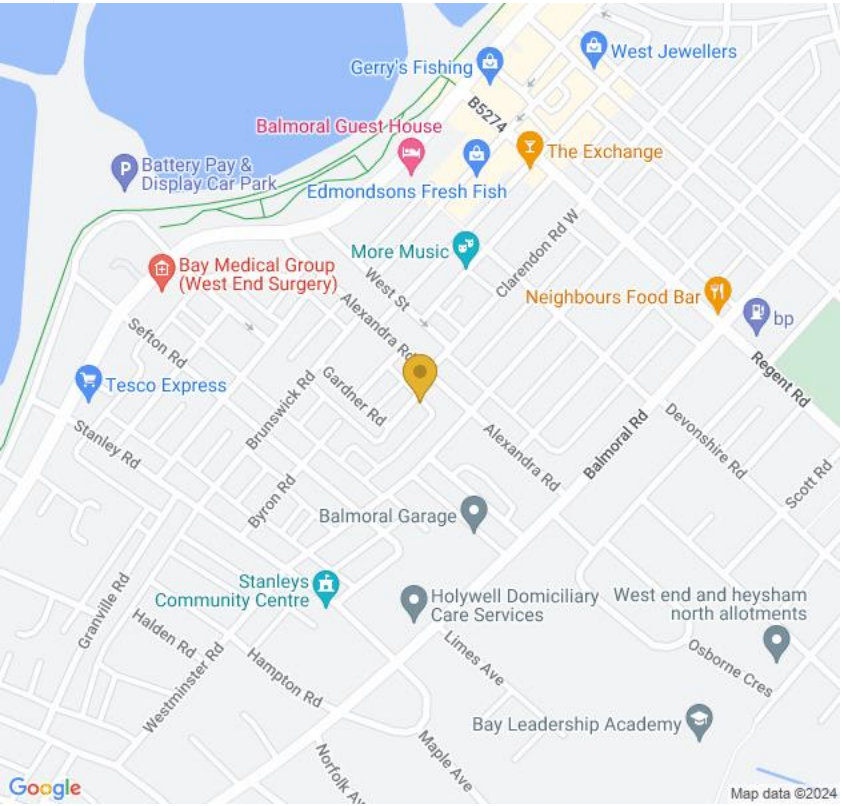 West Jewellers
Gerry's Fishing
B5274
Balmoral Guest House
The Exchange
Battery Pay &
Display Car Park
Edmondsons Fresh Fish
Clarendon Rd W
More Music
Bay Medical Group
(West End Surgery)
West St
Neighbours Food Bar
bp
Sefton Rd
Alexandra Rd
Regent Rd
Tesco Express
Gardner Rd
Brunswick Rd
Balmoral Rd
Devonshire Rd
Stanley Rd
Alexandra Rd
Scott Rd
Byron Rd
Balmoral Garage
Stanleys
Community Centre
Holywell Domiciliary
Care Services
West end and heysham
north allotments
Granville Rd
Halden Rd
Westminster Rd
Hampton Rd
Limes Ave
Osborne Cres
Bay Leadership Academy
Maple Ave
Norfolk Av
Google
Map data ©2024